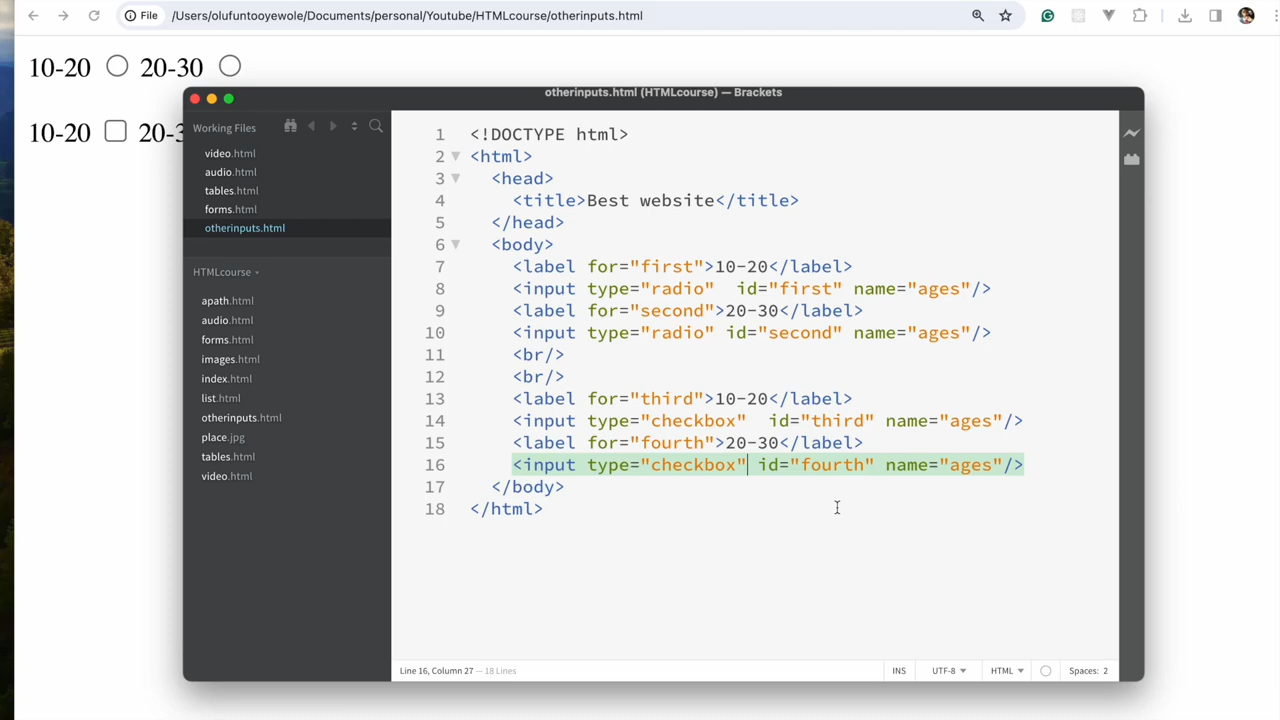 File /Users/olufuntooyewole/Documents/personal/Youtube/HTMLcourse/otherinputs.html
10-20 20-30
10-20 20-3
otherinputs.html (HTMLcourse) — Brackets
Working Files
video.html
audio.html
tables.html
forms.html
otherinputs.html
HTMLcourse
apath.html
audio.html
forms.html
images.html
index.html
list.html
otherinputs.html
place.jpg
tables.html
video.html
1 <!DOCTYPE html>
2 <html>
3 <head>
4 <title>Best website</title>
5 </head>
6 <body>
7 <label for="first">10-20</label>
8 <input type="radio"  id="first" name="ages"/>
9 <label for="second">20-30</label>
10 <input type="radio" id="second" name="ages"/>
11 <br/>
12 <br/>
13 <label for="third">10-20</label>
14 <input type="checkbox"  id="third" name="ages"/>
15 <label for="fourth">20-30</label>
16 <input type="checkbox" id="fourth" name="ages"/>
17 </body>
18 </html>
Line 16, Column 27 — 18 Lines
INS UTF-8 HTML Spaces: 2